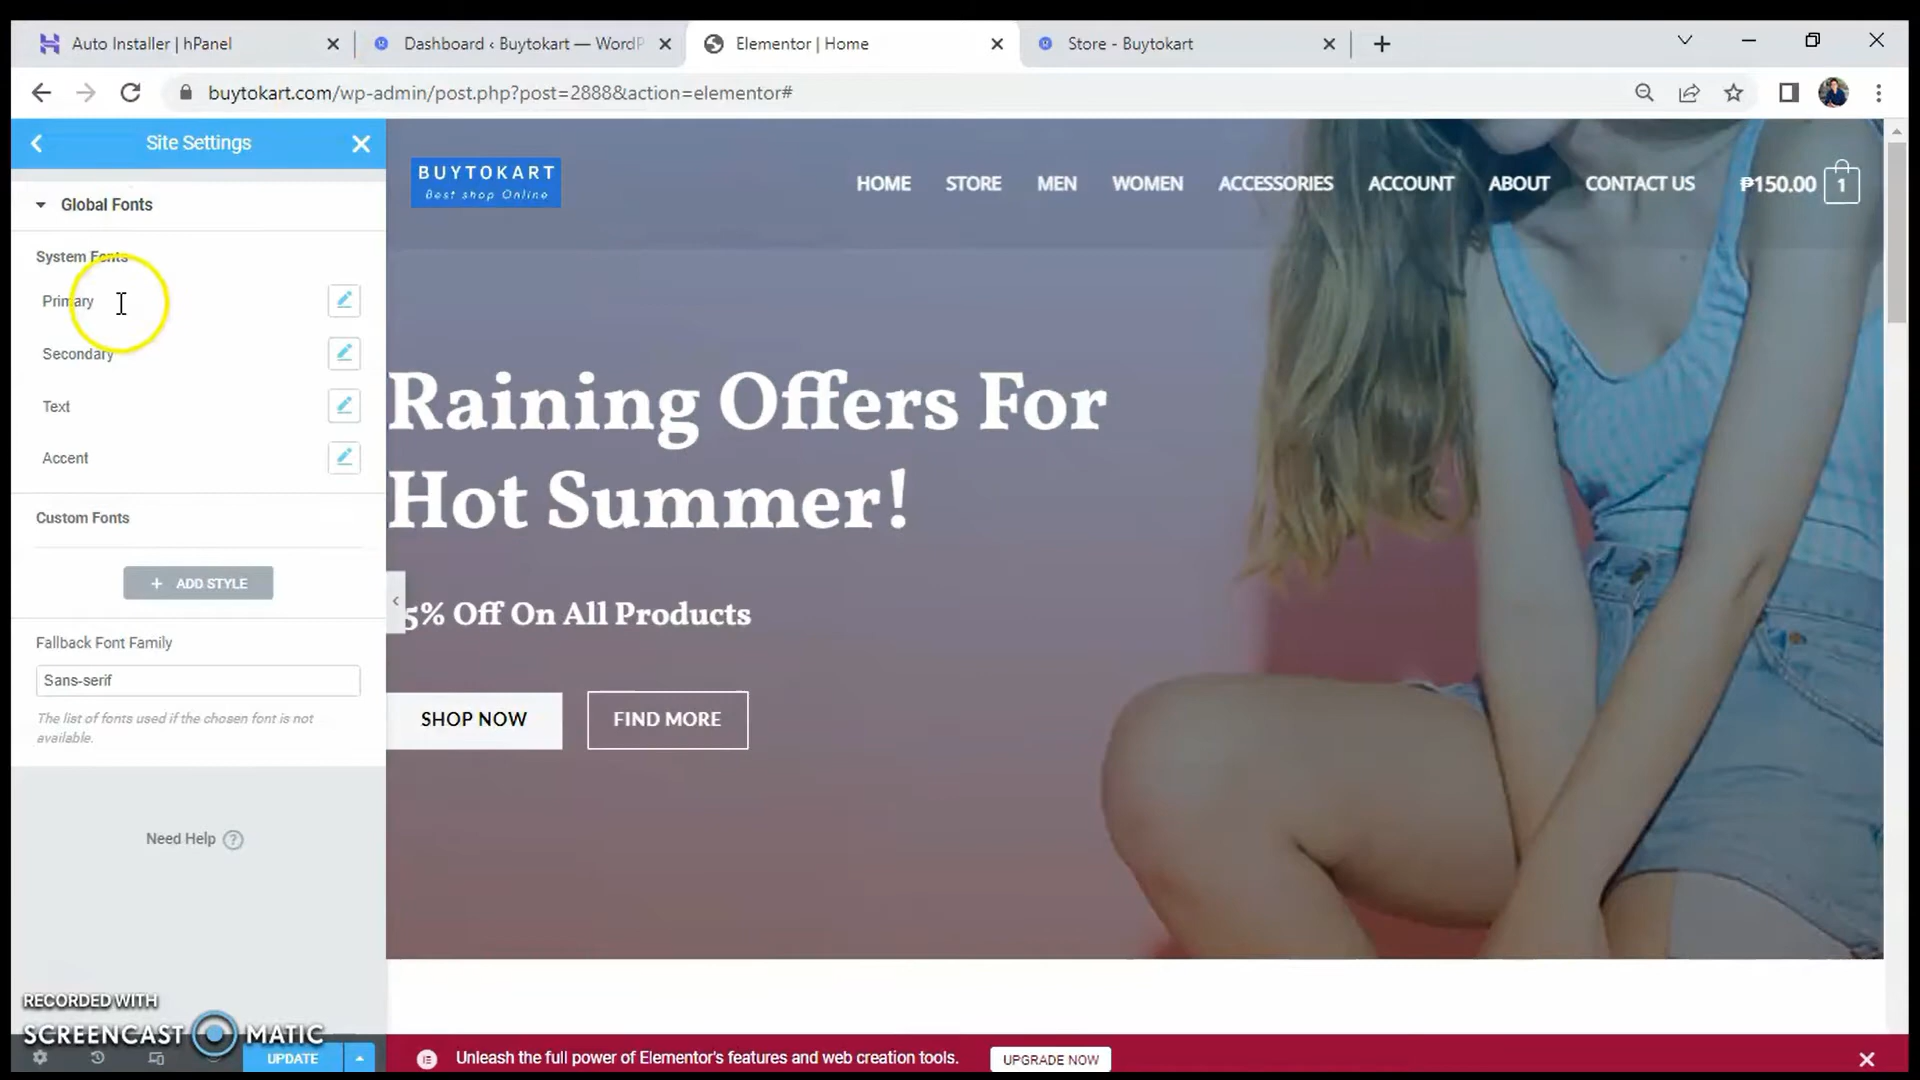 Auto Installer | hPanel
Dashboard ‹ Buytokart — WordP
Elementor | Home
Store - Buytokart
buytokart.com/wp-admin/post.php?post=2888&action=elementor#
Site Settings
Global Fonts
System Fonts
Primary
Secondary
Text
Accent
Custom Fonts
+ ADD STYLE
Fallback Font Family
Sans-serif
The list of fonts used if the chosen font is not
available.
Need Help ?
RECORDED WITH
SCREENCAST MATIC
UPDATE
BUYTOKART
Best shop Online
HOME
STORE
MEN
WOMEN
ACCESSORIES
ACCOUNT
ABOUT
CONTACT US
₱150.00
1
Raining Offers For
Hot Summer!
5% Off On All Products
SHOP NOW
FIND MORE
Unleash the full power of Elementor's features and web creation tools.
UPGRADE NOW